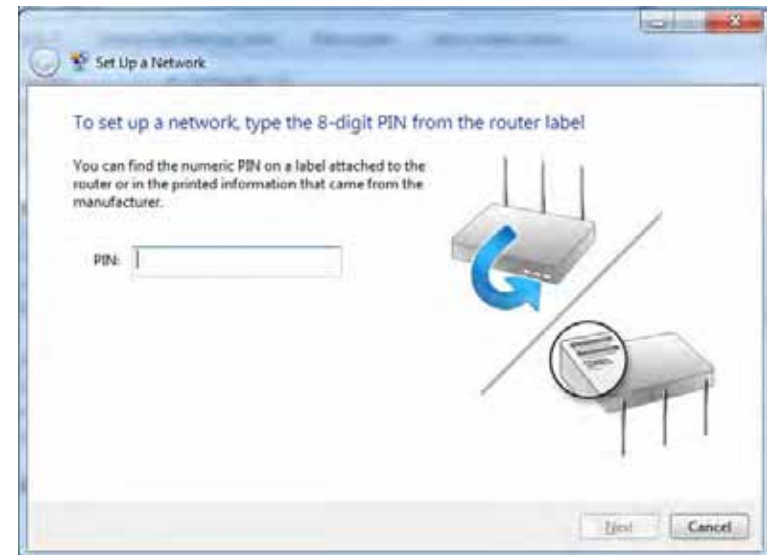 Set Up a Network
To set up a network, type the 8-digit PIN from the router label
You can find the numeric PIN on a label attached to the
router or in the printed information that came from the
manufacturer.
PIN:
Next
Cancel